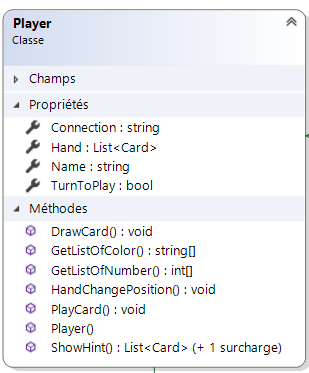 Player
Classe
Champs
Propriétés
Connection : string
Hand : List<Card>
Name : string
TurnToPlay : bool
Méthodes
DrawCard() : void
GetListOfColor() : string[]
GetListOfNumber() : int[]
HandChangePosition() : void
PlayCard() : void
Player()
ShowHint() : List<Card> (+ 1 surcharge)